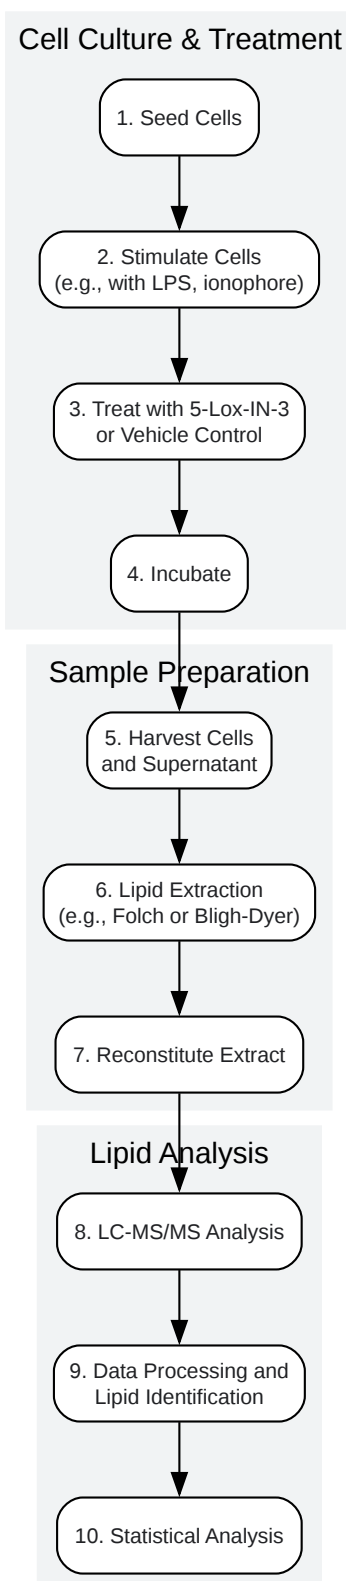 Cell Culture & Treatment
1. Seed Cells
2. Stimulate Cells
(e.g., with LPS, ionophore)
3. Treat with 5-Lox-IN-3
or Vehicle Control
4. Incubate
Sample Preparation
5. Harvest Cells
and Supernatant
6. Lipid Extraction
(e.g., Folch or Bligh-Dyer)
7. Reconstitute Extract
Lipid Analysis
8. LC-MS/MS Analysis
9. Data Processing and
Lipid Identification
10. Statistical Analysis